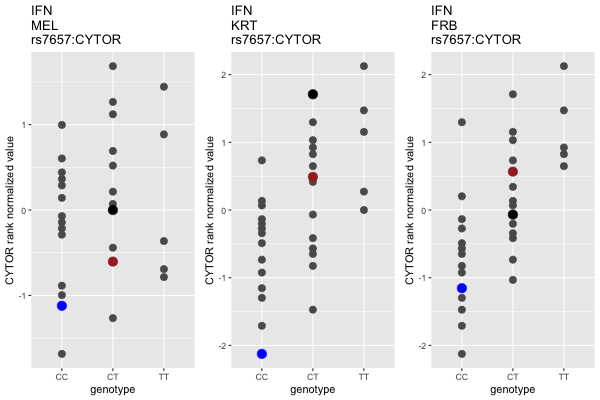 IFN
MEL
rs7657:CYTOR
CYTOR rank normalized value
1
0
-1
CC
CT
TT
genotype
IFN
KRT
rs7657:CYTOR
CYTOR rank normalized value
2
1
0
-1
-2
CC
CT
TT
genotype
IFN
FRB
rs7657:CYTOR
CYTOR rank normalized value
2
1
0
-1
-2
CC
CT
TT
genotype